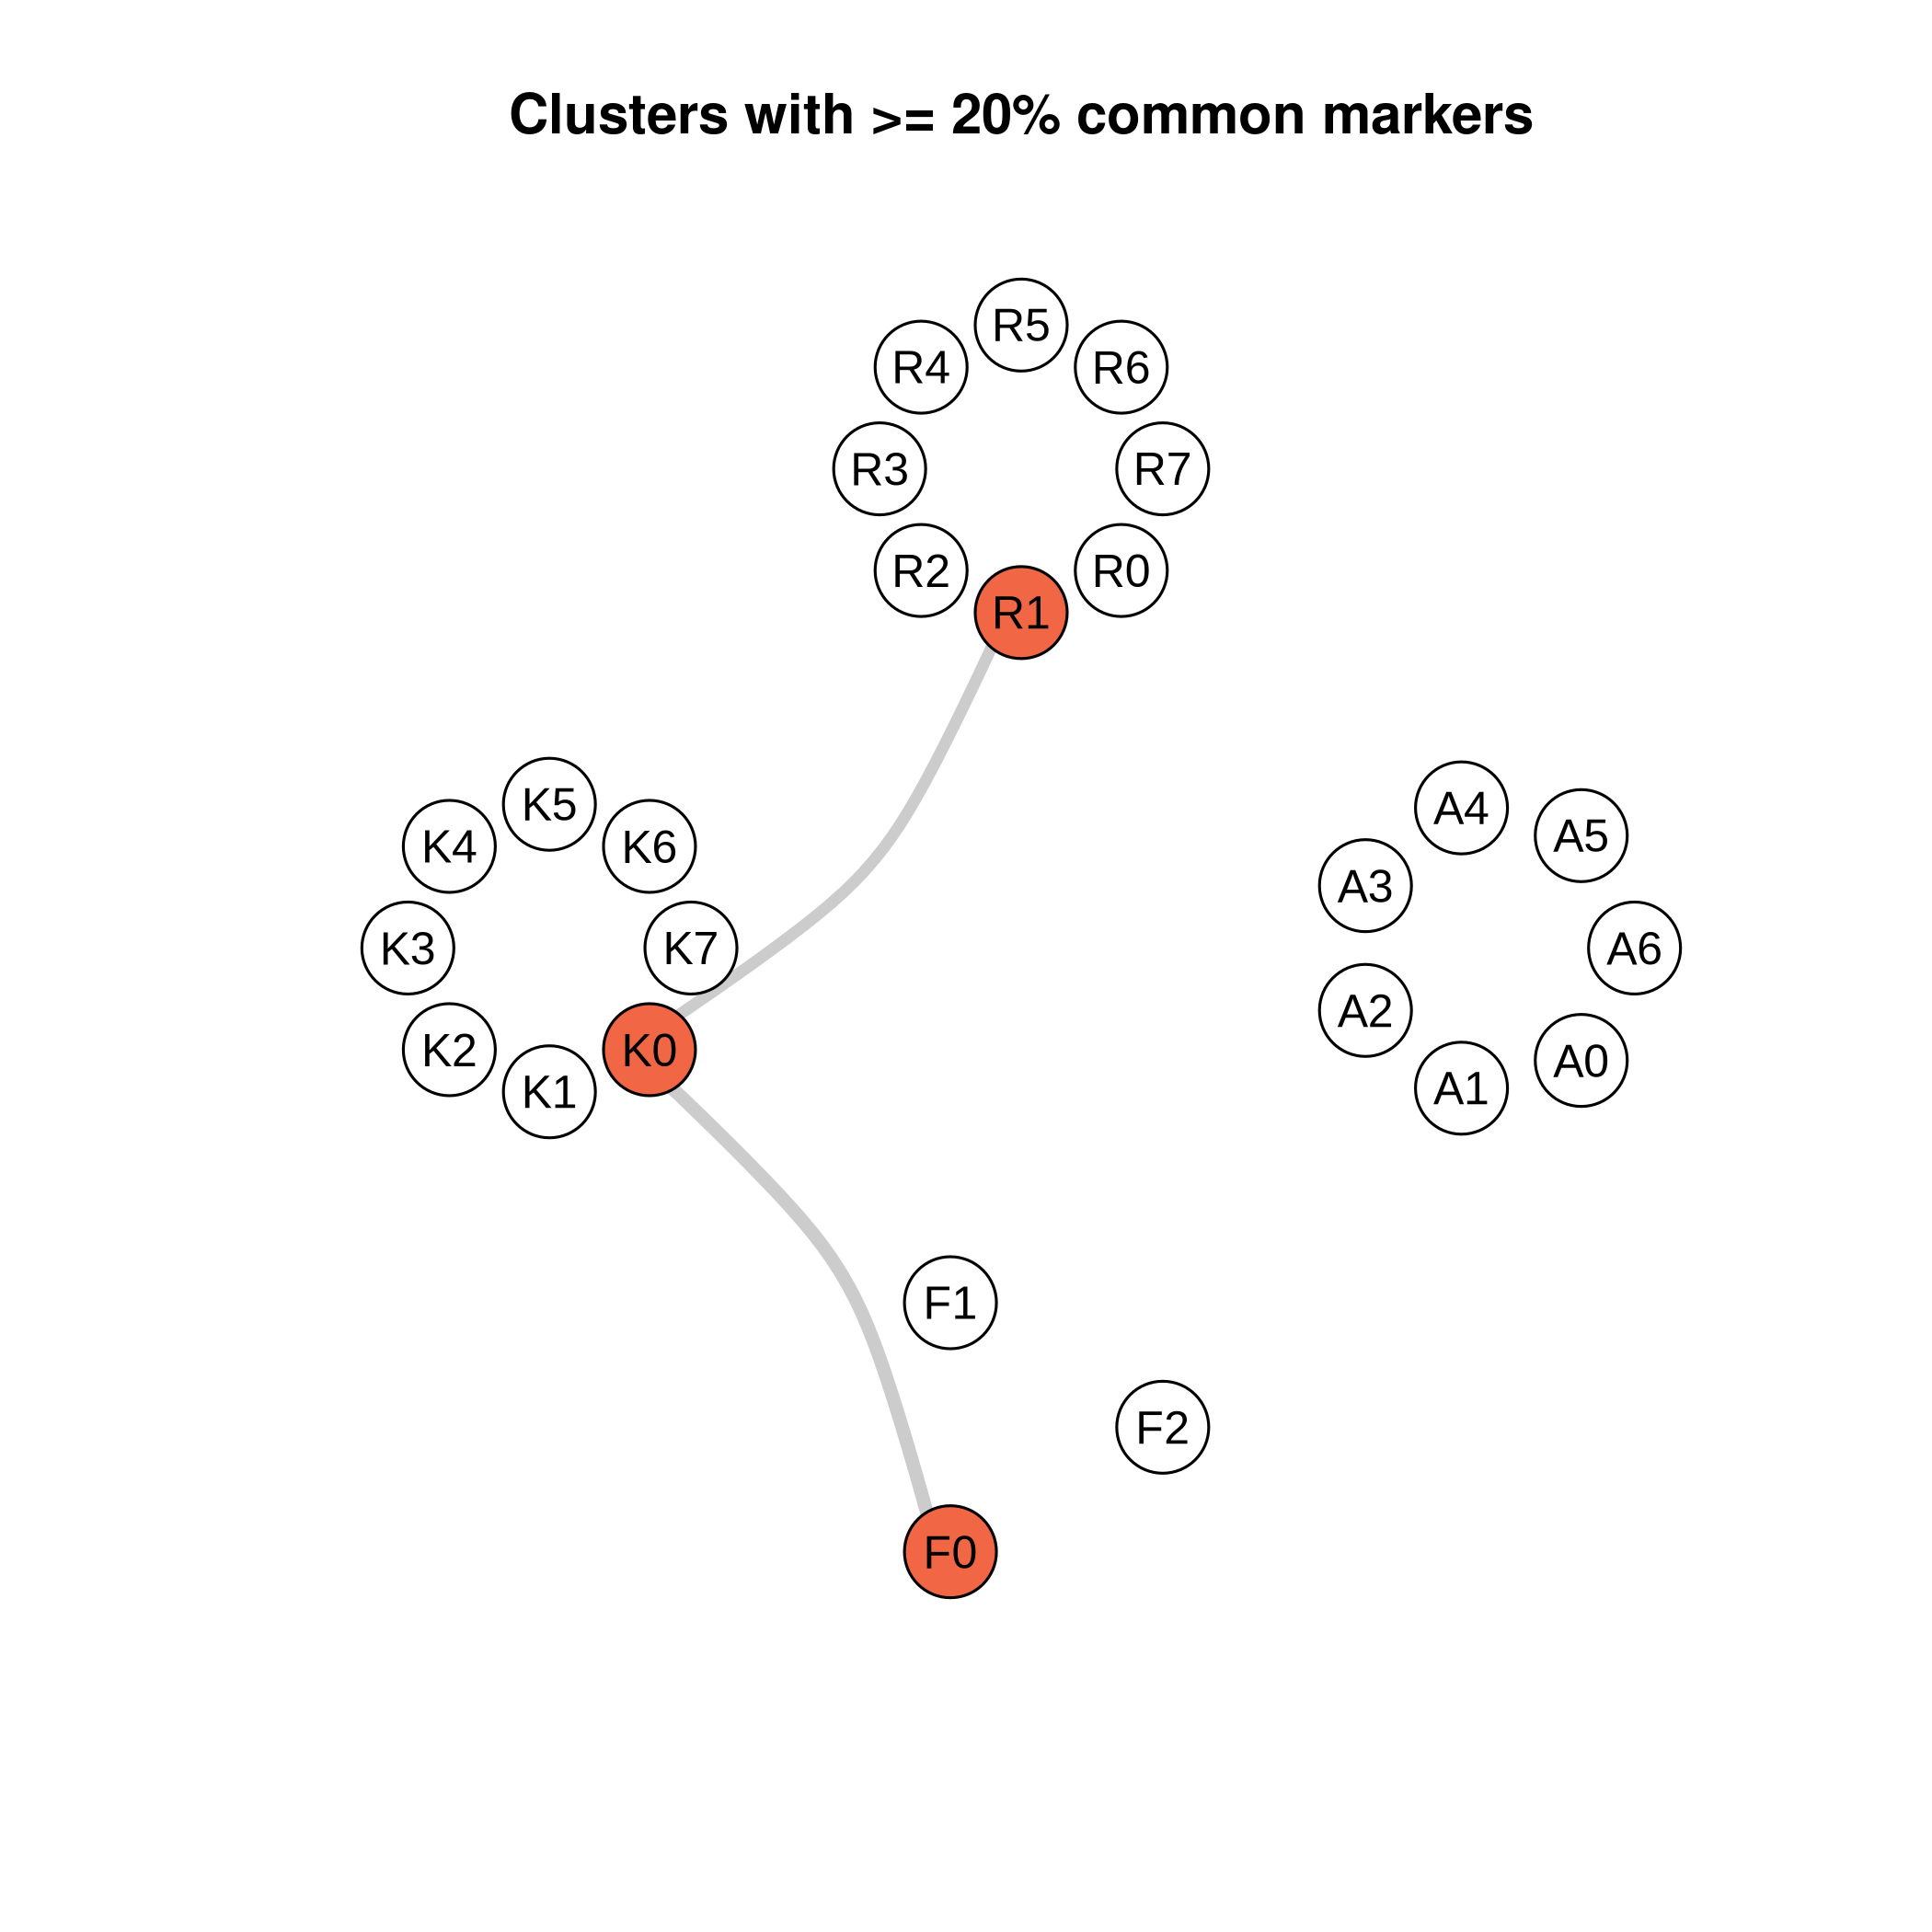 Clusters with >= 20% common markers
R5
R4
R6
R3
R7
R2
R0
R1
K5
K4
K6
K3
K7
K2
K0
K1
A4
A5
A3
A6
A2
A0
A1
F1
F2
F0